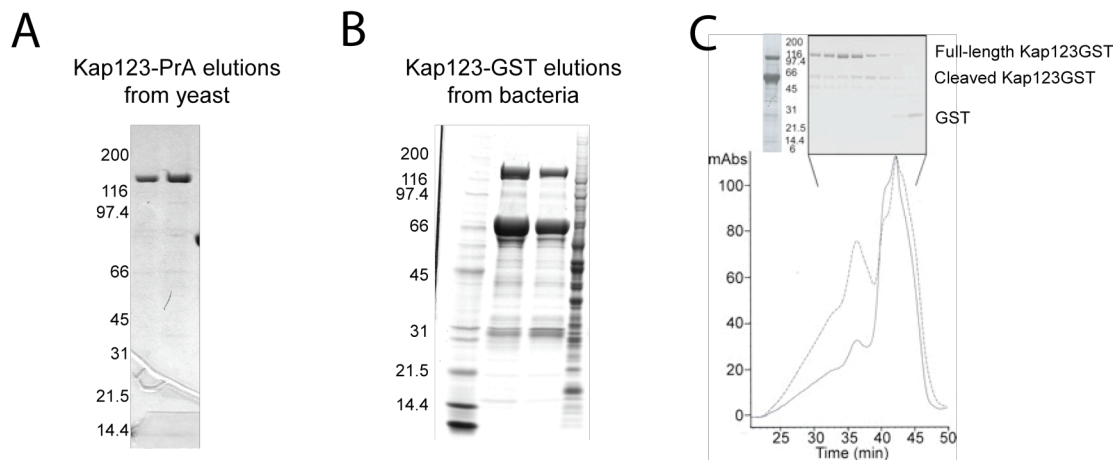 A
Kap123-PrA elutions
from yeast
200
116
97.4
66
45
31
21.5
14.4
B
Kap123-GST elutions
from bacteria
200
116
97.4
66
45
31
21.5
14.4
C
200
116
97.4
66
45
31
21.5
14.4
6
Full-length Kap123GST
Cleaved Kap123GST
GST
mAbs
100
80
60
40
20
0
25 30 35 40 45 50
Time (min)